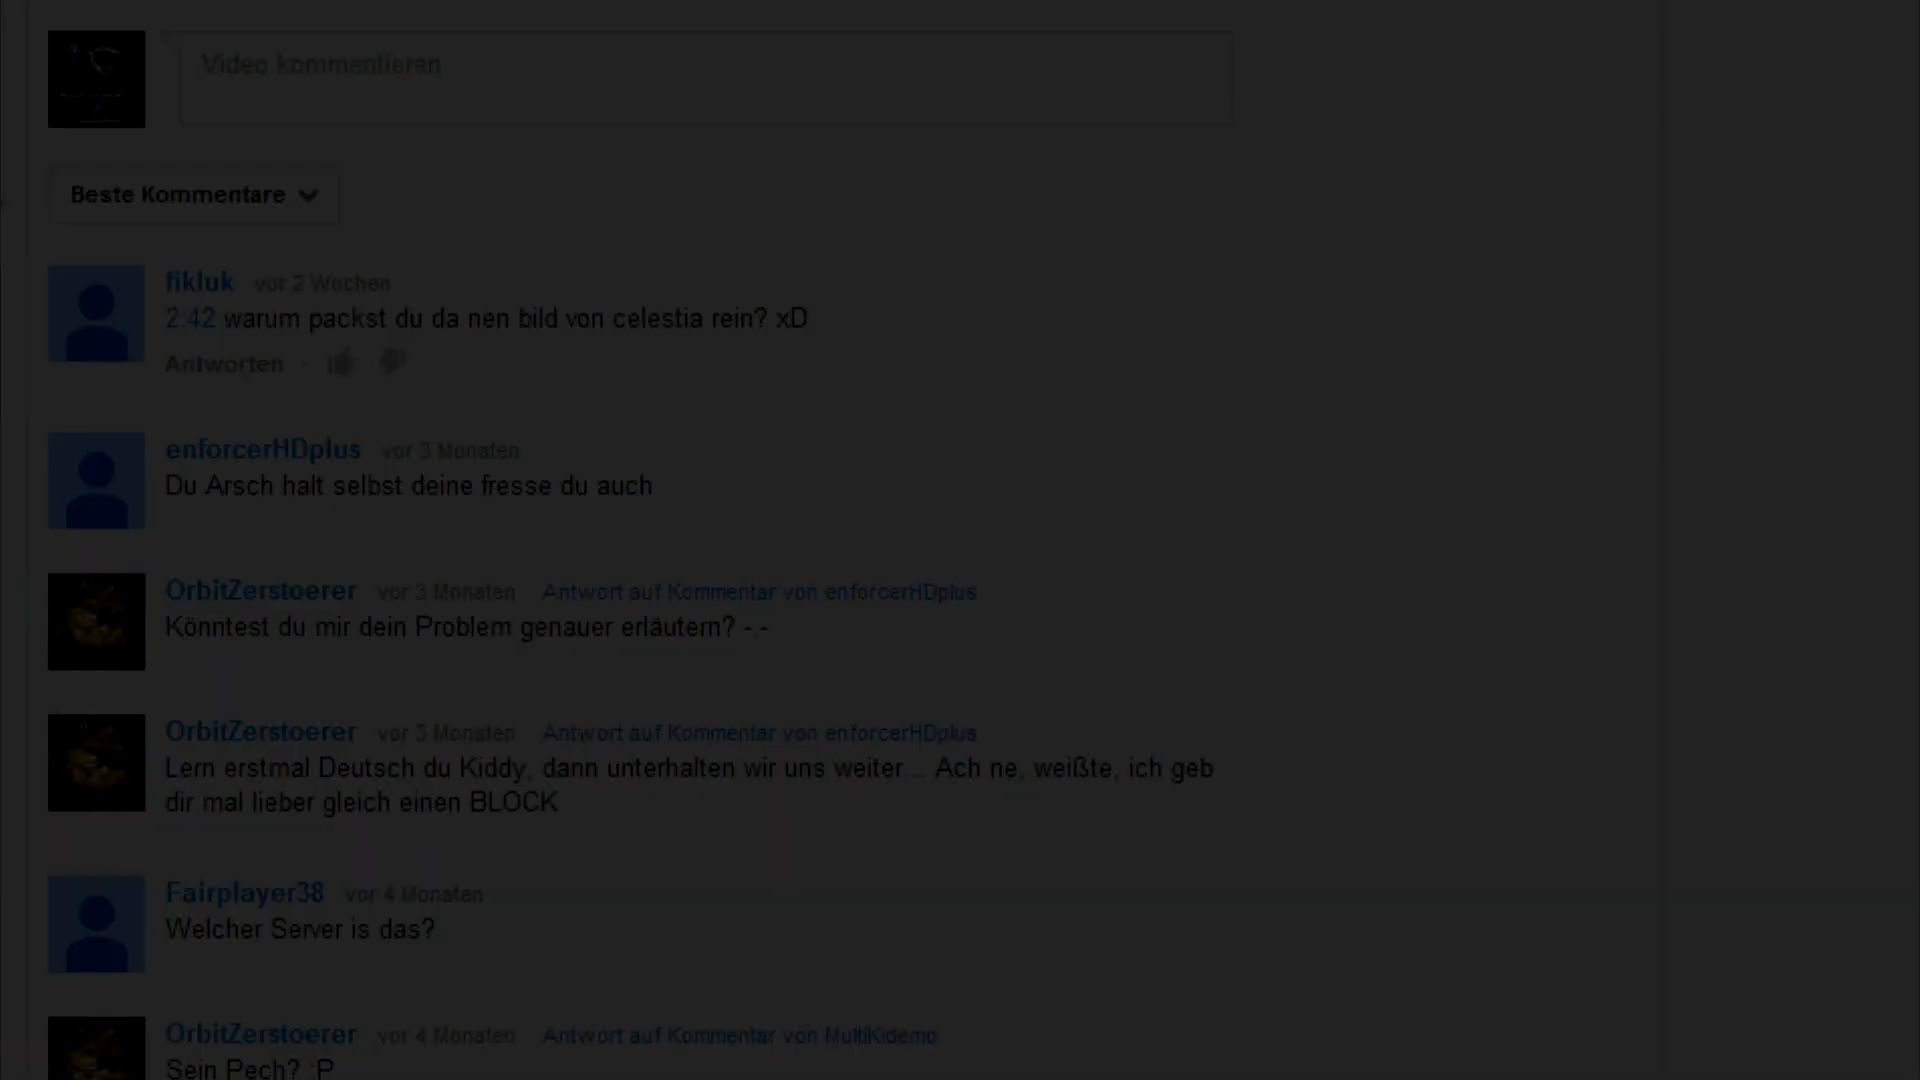 Video kommentieren
Beste Kommentare
fikluk vor 2 Wochen
2:42 warum packst du da nen bild von celestia rein? xD
Antworten ·
enforcerHDplus vor 3 Monaten
Du Arsch halt selbst deine fresse du auch
OrbitZerstoerer vor 3 Monaten Antwort auf Kommentar von enforcerHDplus
Könntest du mir dein Problem genauer erläutern? -.-
OrbitZerstoerer vor 3 Monaten Antwort auf Kommentar von enforcerHDplus
Lern erstmal Deutsch du Kiddy, dann unterhalten wir uns weiter... Ach ne, weißte, ich geb
dir mal lieber gleich einen BLOCK
Fairplayer38 vor 4 Monaten
Welcher Server is das?
OrbitZerstoerer vor 4 Monaten Antwort auf Kommentar von MultiKidemo
Sein Pech? :P